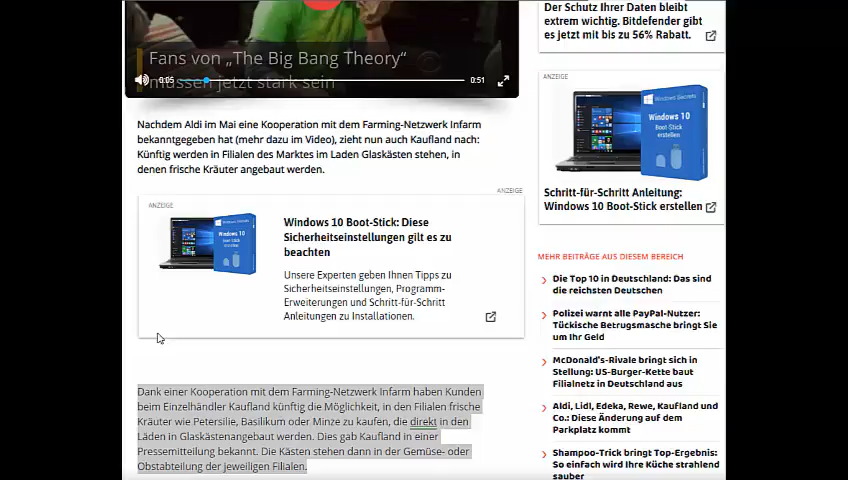 Fans von „The Big Bang Theory“
müssen jetzt stark sein
0:05
0:51
Nachdem Aldi im Mai eine Kooperation mit dem Farming-Netzwerk Infarm
bekanntgegeben hat (mehr dazu im Video), zieht nun auch Kaufland nach:
Künftig werden in Filialen des Marktes im Laden Glaskästen stehen, in
denen frische Kräuter angebaut werden.
ANZEIGE
ANZEIGE
Windows 10
Windows 10 Boot-Stick: Diese
Sicherheitseinstellungen gilt es zu
beachten
Unsere Experten geben Ihnen Tipps zu
Sicherheitseinstellungen, Programm-
Erweiterungen und Schritt-für-Schritt
Anleitungen zu Installationen.
Dank einer Kooperation mit dem Farming-Netzwerk Infarm haben Kunden
beim Einzelhändler Kaufland künftig die Möglichkeit, in den Filialen frische
Kräuter wie Petersilie, Basilikum oder Minze zu kaufen, die direkt in den
Läden in Glaskästenangebaut werden. Dies gab Kaufland in einer
Pressemitteilung bekannt. Die Kästen stehen dann in der Gemüse- oder
Obstabteilung der jeweiligen Filialen.
Der Schutz Ihrer Daten bleibt
extrem wichtig. Bitdefender gibt
es jetzt mit bis zu 56% Rabatt.
ANZEIGE
Windows Secrets
Windows 10
Boot-Stick
erstellen
Schritt-für-Schritt Anleitung:
Windows 10 Boot-Stick erstellen
MEHR BEITRÄGE AUS DIESEM BEREICH
Die Top 10 in Deutschland: Das sind
die reichsten Deutschen
Polizei warnt alle PayPal-Nutzer:
Tückische Betrugsmasche bringt Sie
um Ihr Geld
McDonald's-Rivale bringt sich in
Stellung: US-Burger-Kette baut
Filialnetz in Deutschland aus
Aldi, Lidl, Edeka, Rewe, Kaufland und
Co.: Diese Änderung auf dem
Parkplatz kommt
Shampoo-Trick bringt Top-Ergebnis:
So einfach wird Ihre Küche strahlend
sauber